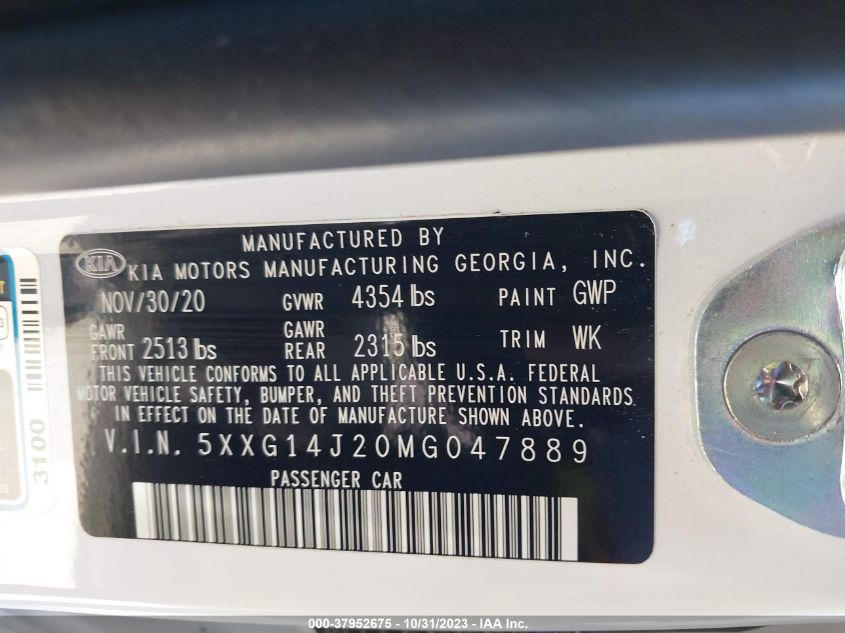 MANUFACTURED BY
KIA KIA MOTORS MANUFACTURING GEORGIA, INC.
NOV/30/20 GVWR 4354 lbs PAINT GWP
GAWR FRONT 2513 lbs GAWR REAR 2315 lbs TRIM WK
THIS VEHICLE CONFORMS TO ALL APPLICABLE U.S.A. FEDERAL
MOTOR VEHICLE SAFETY, BUMPER, AND THEFT PREVENTION STANDARDS
IN EFFECT ON THE DATE OF MANUFACTURE SHOWN ABOVE.
V.I.N. 5XXG14J20MG047889
PASSENGER CAR
3100
000-37952675 - 10/31/2023 - IAA Inc.